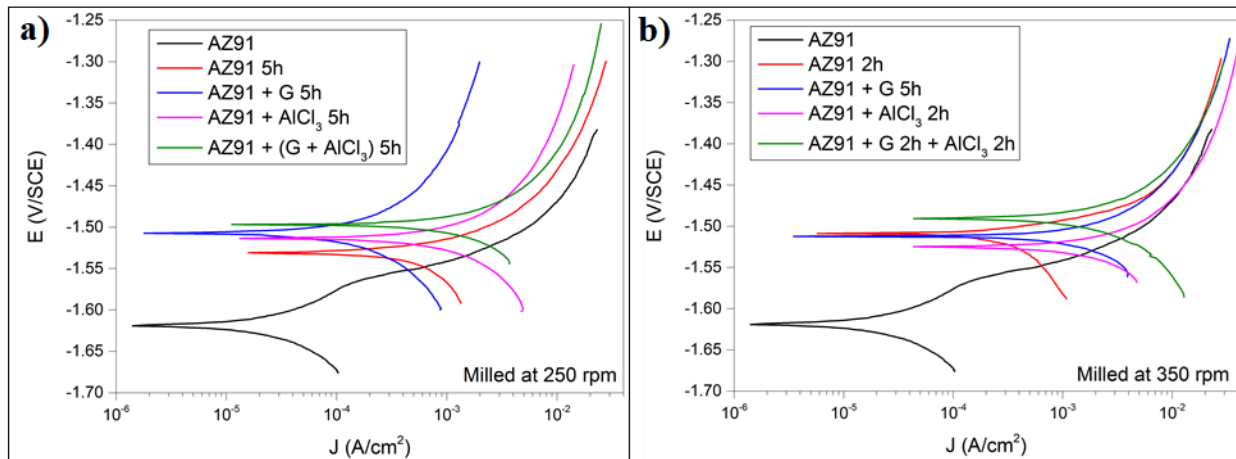 a)
AZ91
AZ91 5h
AZ91 + G 5h
AZ91 + AlCl₃ 5h
AZ91 + (G + AlCl₃) 5h
-1.25
-1.30
-1.35
-1.40
-1.45
-1.50
-1.55
-1.60
-1.65
-1.70
E (V/SCE)
Milled at 250 rpm
10⁻⁶ 10⁻⁵ 10⁻⁴ 10⁻³ 10⁻²
J (A/cm²)
b)
AZ91
AZ91 2h
AZ91 + G 5h
AZ91 + AlCl₃ 2h
AZ91 + G 2h + AlCl₃ 2h
-1.25
-1.30
-1.35
-1.40
-1.45
-1.50
-1.55
-1.60
-1.65
-1.70
E (V/SCE)
Milled at 350 rpm
10⁻⁶ 10⁻⁵ 10⁻⁴ 10⁻³ 10⁻²
J (A/cm²)